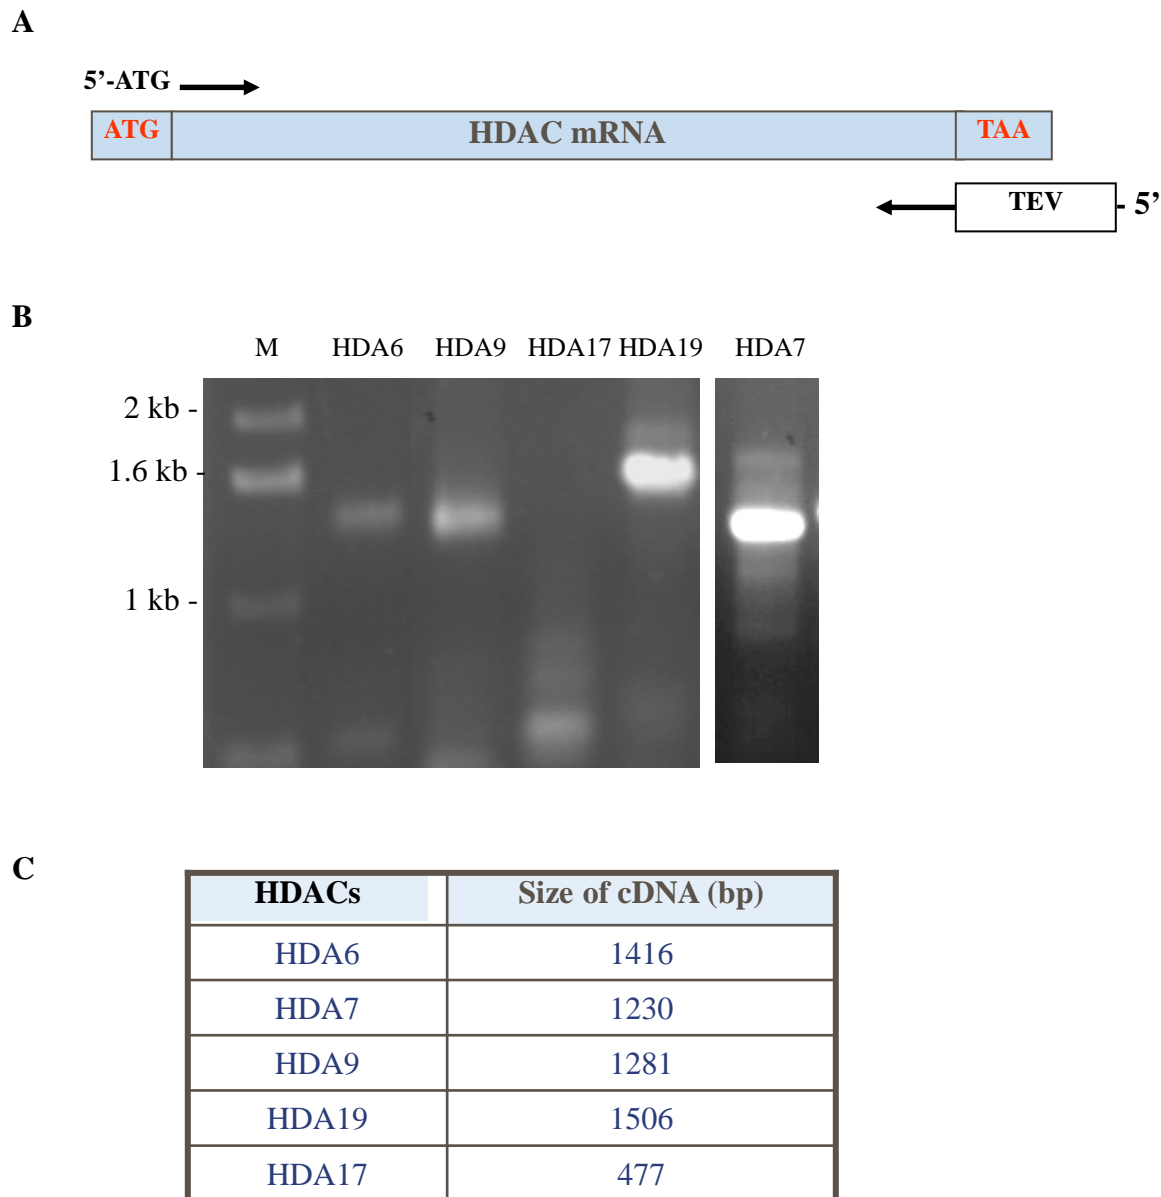 A
5’-ATG
ATG HDAC mRNA TAA
TEV - 5’
B
M HDA6 HDA9 HDA17 HDA19 HDA7
2 kb -
1.6 kb -
1 kb -
C
HDACs Size of cDNA (bp)
HDA6 1416
HDA7 1230
HDA9 1281
HDA19 1506
HDA17 477